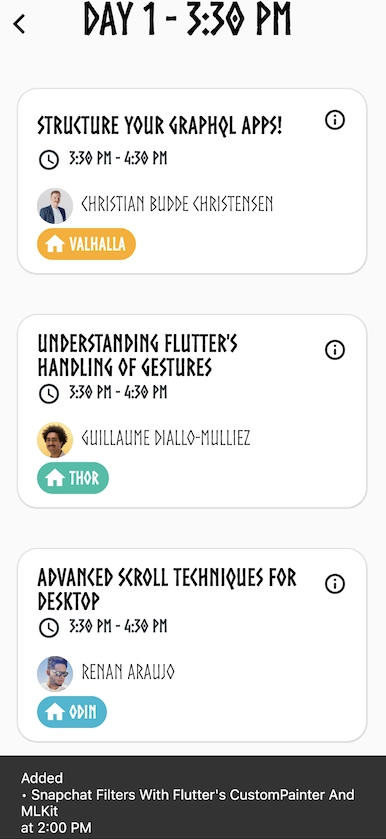 DAY 1 - 3:30 PM
STRUCTURE YOUR GRAPHQL APPS!
3:30 PM - 4:30 PM
CHRISTIAN BUDDE CHRISTENSEN
VALHALLA
UNDERSTANDING FLUTTER'S
HANDLING OF GESTURES
3:30 PM - 4:30 PM
GUILLAUME DIALLO-MULLIEZ
THOR
ADVANCED SCROLL TECHNIQUES FOR
DESKTOP
3:30 PM - 4:30 PM
RENAN ARAUJO
ODIN
Added
• Snapchat Filters With Flutter's CustomPainter And
MLKit
at 2:00 PM